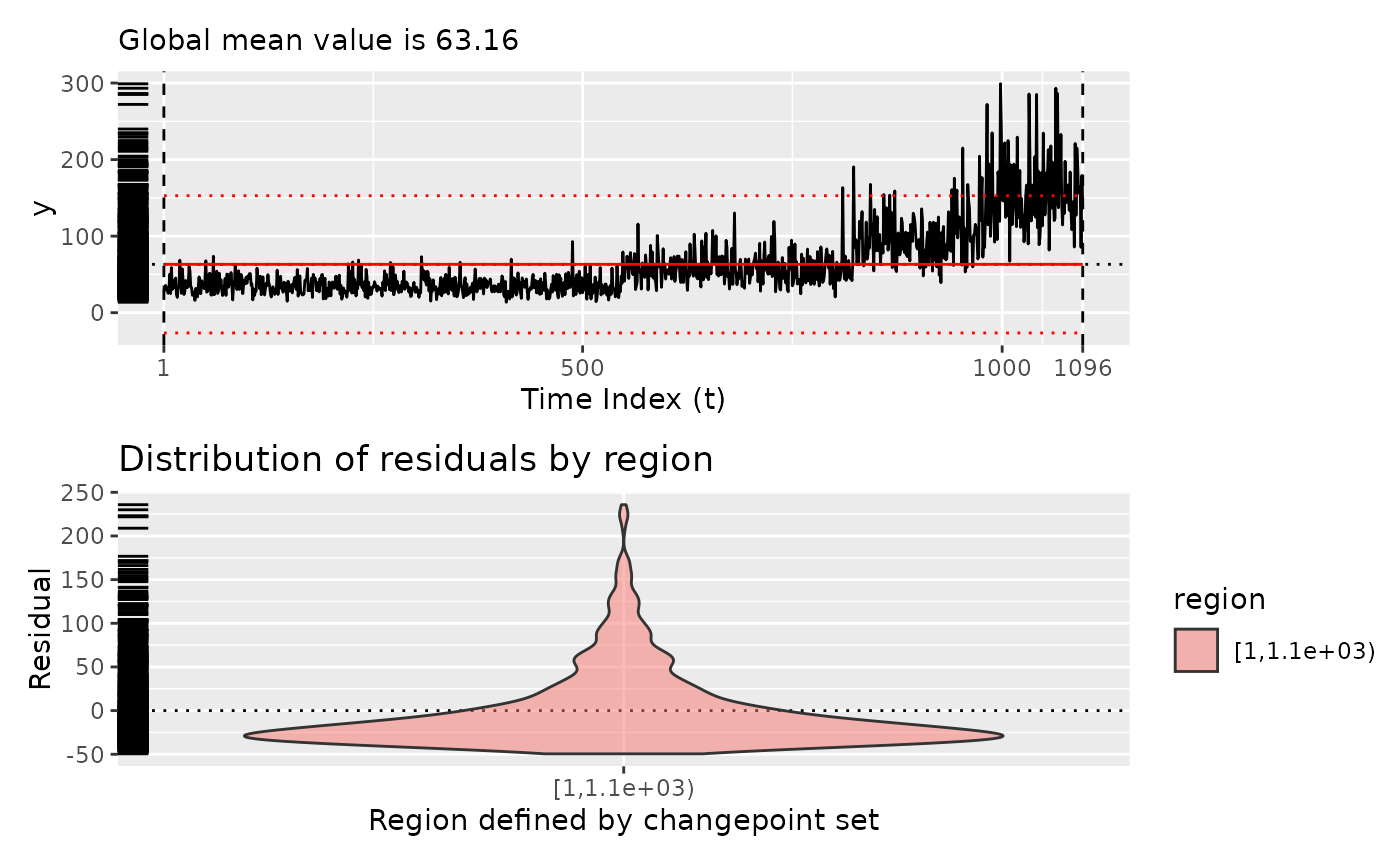 Global mean value is 63.16
300
200
100
0
y
1 500 1000 1096
Time Index (t)
Distribution of residuals by region
250
200
150
100
50
0
-50
Residual
[1,1.1e+03)
Region defined by changepoint set
region
[1,1.1e+03)